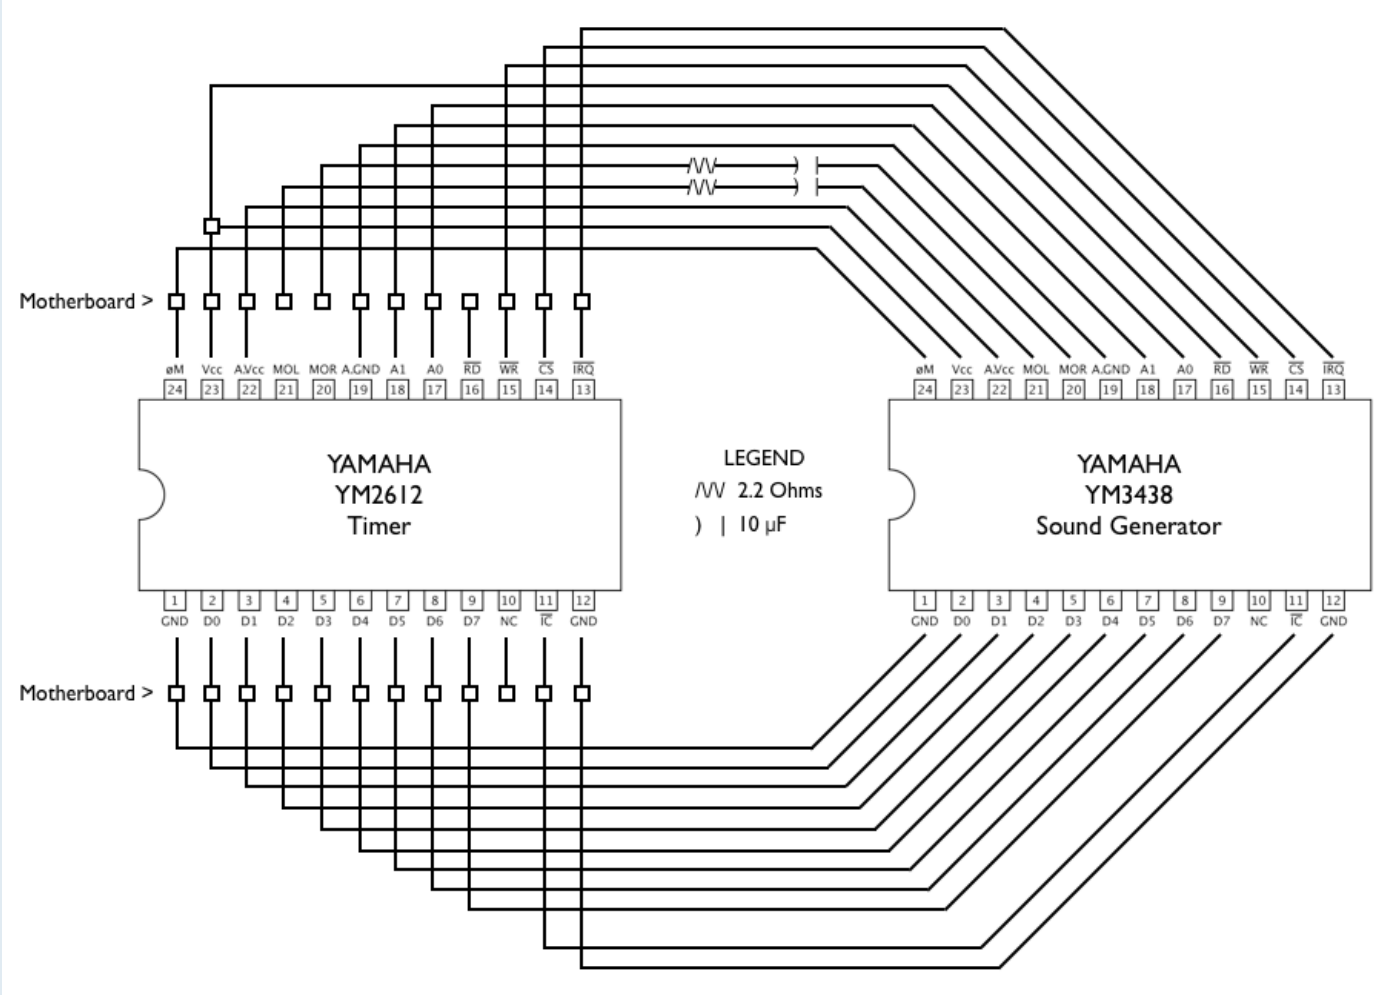 Motherboard >
øM Vcc A.Vcc MOL MOR A.GND A1 A0 RD WR CS IRQ
24 23 22 21 20 19 18 17 16 15 14 13
YAMAHA
YM2612
Timer
1 2 3 4 5 6 7 8 9 10 11 12
GND D0 D1 D2 D3 D4 D5 D6 D7 NC IC GND
Motherboard >
LEGEND
2.2 Ohms
10 µF
øM Vcc A.Vcc MOL MOR A.GND A1 A0 RD WR CS IRQ
24 23 22 21 20 19 18 17 16 15 14 13
YAMAHA
YM3438
Sound Generator
1 2 3 4 5 6 7 8 9 10 11 12
GND D0 D1 D2 D3 D4 D5 D6 D7 NC IC GND